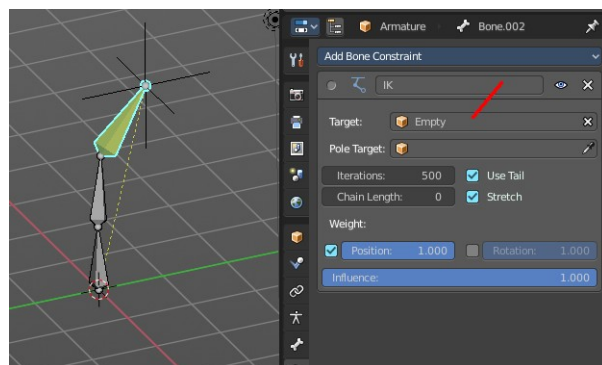 Armature Bone.002
Add Bone Constraint
IK
Target: Empty
Pole Target:
Iterations: 500 Use Tail
Chain Length: 0 Stretch
Weight:
Position: 1.000 Rotation: 1.000
Influence: 1.000